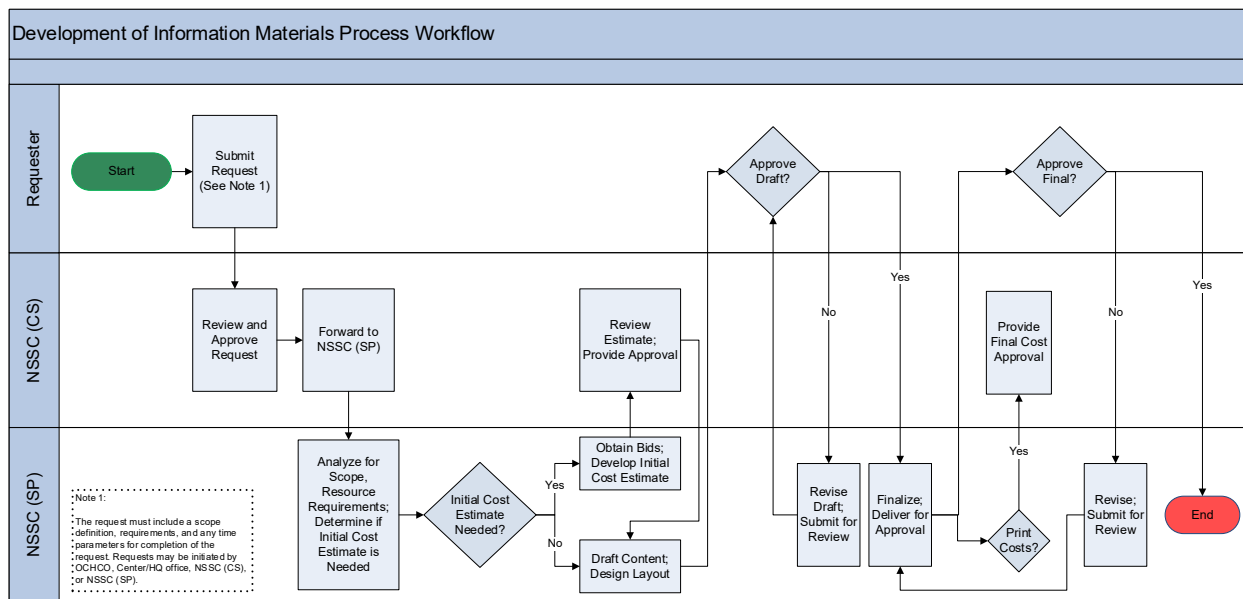 Development of Information Materials Process Workflow
Requester
Start
Submit
Request
(See Note 1)
Approve
Draft?
Approve
Final?
No
Yes
No
Yes
NSSC (CS)
Review and
Approve
Request
Forward to
NSSC (SP)
Review
Estimate;
Provide Approval
Provide
Final Cost
Approval
NSSC (SP)
Note 1:
The request must include a scope
definition, requirements, and any time
parameters for completion of the
request. Requests may be initiated by
OCHCO, Center/HQ office, NSSC (CS),
or NSSC (SP).
Analyze for
Scope,
Resource
Requirements;
Determine if
Initial Cost
Estimate is
Needed
Initial Cost
Estimate
Needed?
Yes
No
Obtain Bids;
Develop Initial
Cost Estimate
Draft Content;
Design Layout
Revise
Draft;
Submit for
Review
Finalize;
Deliver for
Approval
Yes
Print
Costs?
Revise;
Submit for
Review
End